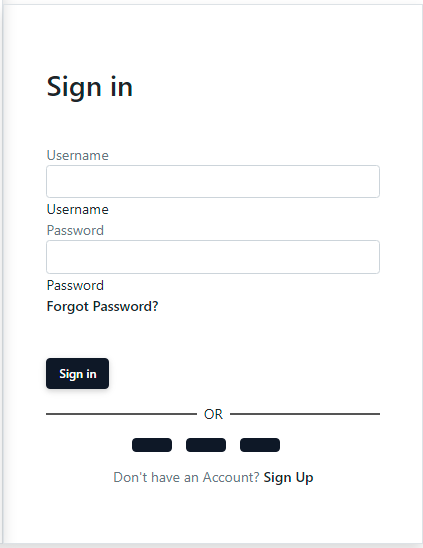 Sign in
Username
Username
Password
Password
Forgot Password?
Sign in
OR
Don't have an Account? Sign Up